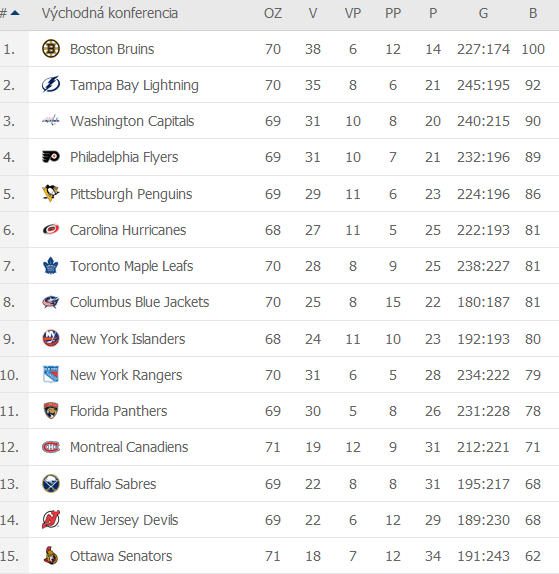 # Východná konferencia OZ V VP PP P G B
1. Boston Bruins 70 38 6 12 14 227:174 100
2. Tampa Bay Lightning 70 35 8 6 21 245:195 92
3. Washington Capitals 69 31 10 8 20 240:215 90
4. Philadelphia Flyers 69 31 10 7 21 232:196 89
5. Pittsburgh Penguins 69 29 11 6 23 224:196 86
6. Carolina Hurricanes 68 27 11 5 25 222:193 81
7. Toronto Maple Leafs 70 28 8 9 25 238:227 81
8. Columbus Blue Jackets 70 25 8 15 22 180:187 81
9. New York Islanders 68 24 11 10 23 192:193 80
10. New York Rangers 70 31 6 5 28 234:222 79
11. Florida Panthers 69 30 5 8 26 231:228 78
12. Montreal Canadiens 71 19 12 9 31 212:221 71
13. Buffalo Sabres 69 22 8 8 31 195:217 68
14. New Jersey Devils 69 22 6 12 29 189:230 68
15. Ottawa Senators 71 18 7 12 34 191:243 62